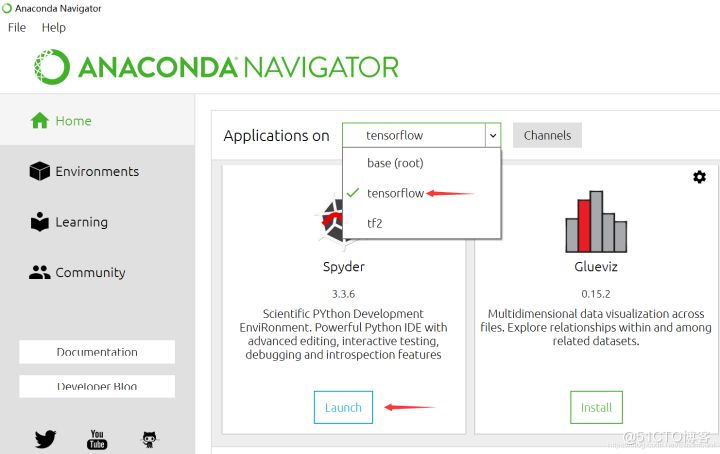 Anaconda Navigator
File Help
ANACONDA NAVIGATOR
Home
Environments
Learning
Community
Documentation
Developer Blog
You
Tube
Applications on tensorflow Channels
base (root)
tensorflow
tf2
Spyder
3.3.6
Scientific PYthon Development
EnviRonment. Powerful Python IDE with
advanced editing, interactive testing,
debugging and introspection features
Launch
Glueviz
0.15.2
Multidimensional data visualization across
files. Explore relationships within and among
related datasets.
Install
@51CTO博客